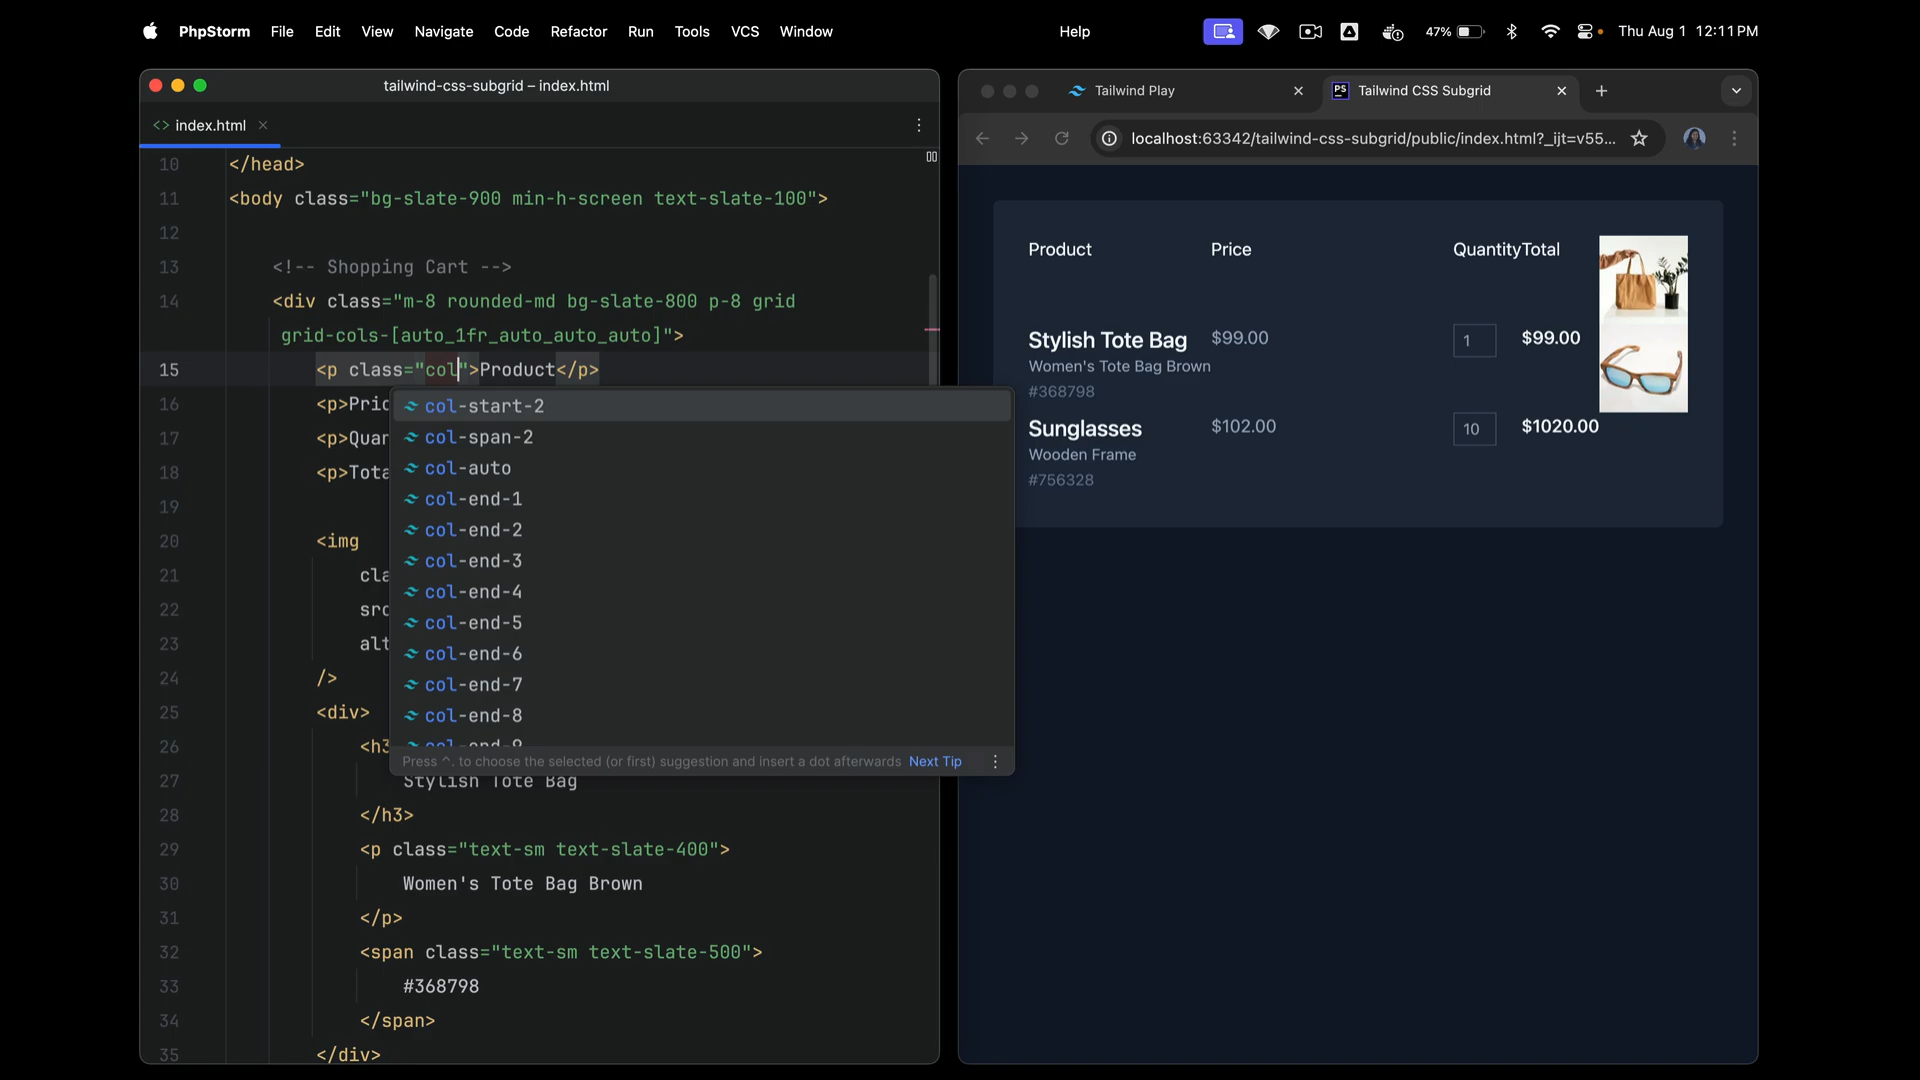 PhpStorm File Edit View Navigate Code Refactor Run Tools VCS Window Help 47% Thu Aug 1 12:11 PM
tailwind-css-subgrid – index.html
<> index.html
10 </head>
11 <body class="bg-slate-900 min-h-screen text-slate-100">
12
13 <!-- Shopping Cart -->
14 <div class="m-8 rounded-md bg-slate-800 p-8 grid
grid-cols-[auto_1fr_auto_auto_auto]">
15 <p class="col">Product</p>
16 <p>Pric
17 <p>Quan
18 <p>Tota
19
20 <img
21 cla
22 src
23 alt
24 />
25 <div>
26 <h3
27 Stylish Tote Bag
28 </h3>
29 <p class="text-sm text-slate-400">
30 Women's Tote Bag Brown
31 </p>
32 <span class="text-sm text-slate-500">
33 #368798
34 </span>
35 </div>
col-start-2
col-span-2
col-auto
col-end-1
col-end-2
col-end-3
col-end-4
col-end-5
col-end-6
col-end-7
col-end-8
col-end-9
Press ^. to choose the selected (or first) suggestion and insert a dot afterwards Next Tip
Tailwind Play
PS Tailwind CSS Subgrid
localhost:63342/tailwind-css-subgrid/public/index.html?_ijt=v55...
Product Price Quantity Total
Stylish Tote Bag $99.00 1 $99.00
Women's Tote Bag Brown
#368798
Sunglasses $102.00 10 $1020.00
Wooden Frame
#756328